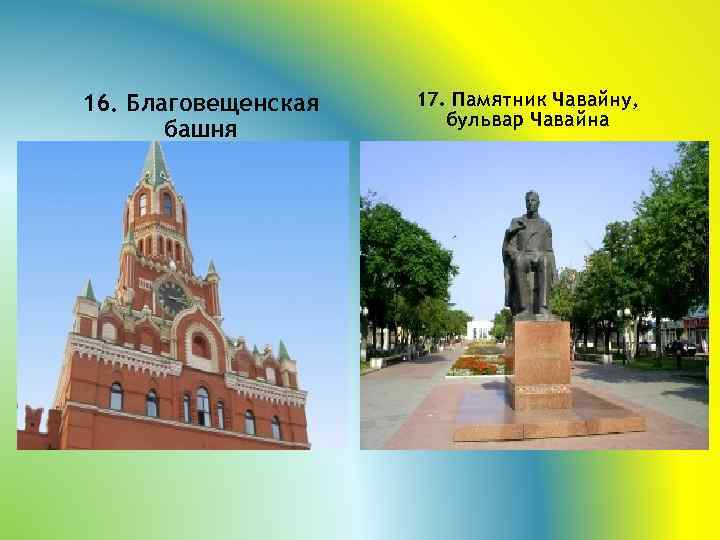 16. Благовещенская
башня
17. Памятник Чавайну,
бульвар Чавайна